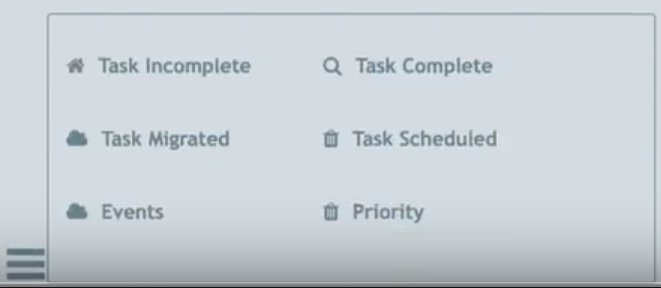 Task Incomplete Task Complete
Task Migrated Task Scheduled
Events Priority